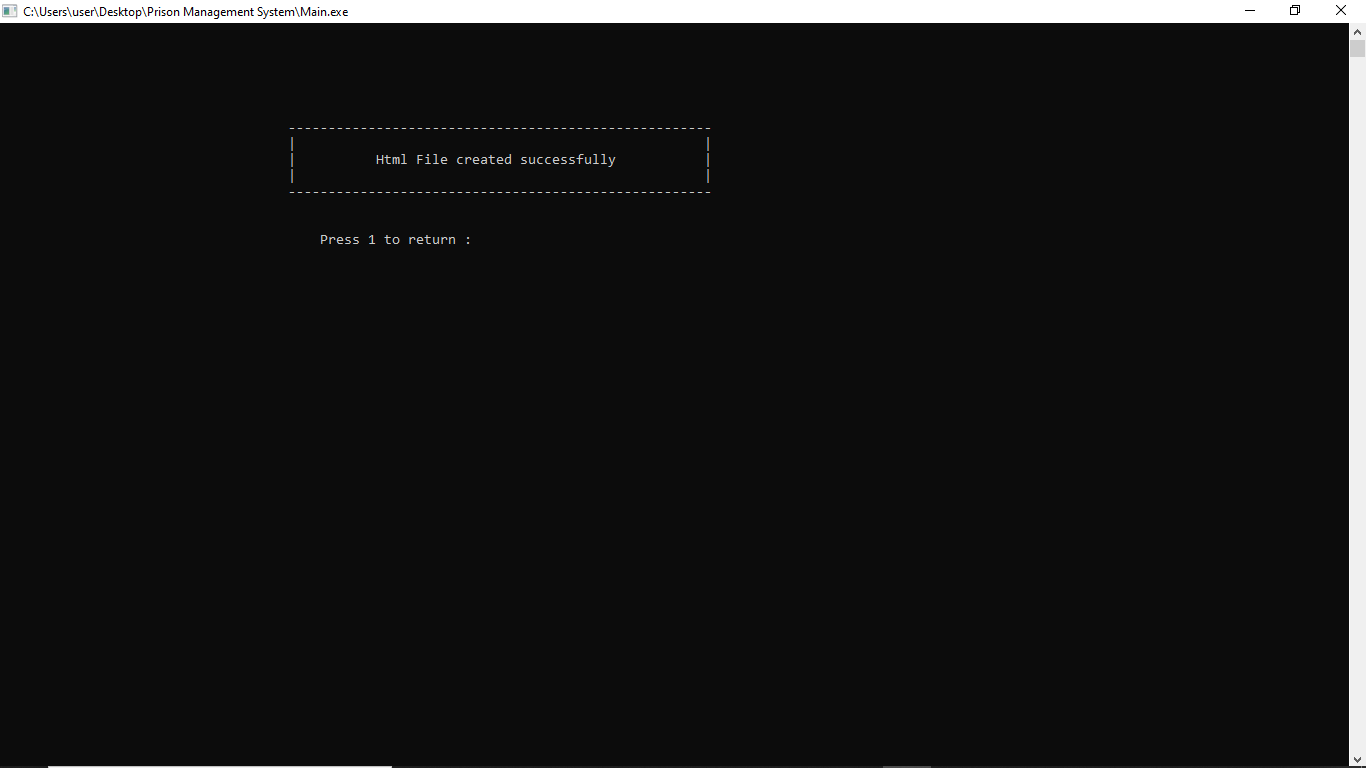 C:\Users\user\Desktop\Prison Management System\Main.exe
-----------------------------------------------------
|                                                   |
|          Html File created successfully           |
|                                                   |
-----------------------------------------------------
Press 1 to return :